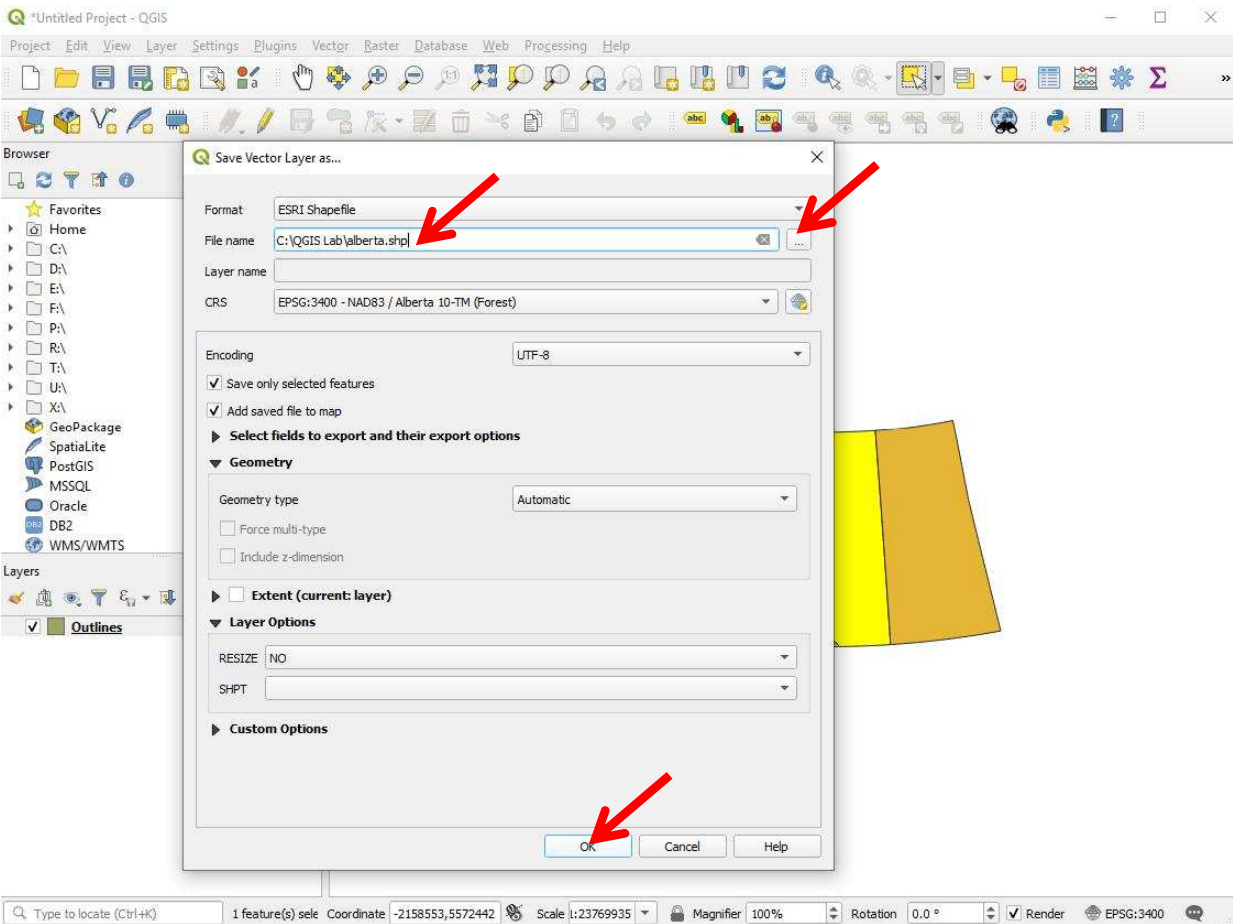 *Untitled Project - QGIS
Project Edit View Layer Settings Plugins Vector Raster Database Web Processing Help
abc
Browser
Favorites
Home
C:\
D:\
E:\
F:\
P:\
R:\
T:\
U:\
X:\
GeoPackage
SpatiaLite
PostGIS
MSSQL
Oracle
DB2
WMS/WMTS
Layers
Outlines
Save Vector Layer as...
Format ESRI Shapefile
File name C:\QGIS Lab\alberta.shp ...
Layer name
CRS EPSG:3400 - NAD83 / Alberta 10-TM (Forest)
Encoding UTF-8
Save only selected features
Add saved file to map
Select fields to export and their export options
Geometry
Geometry type Automatic
Force multi-type
Include z-dimension
Extent (current: layer)
Layer Options
RESIZE NO
SHPT
Custom Options
OK Cancel Help
Type to locate (Ctrl+K) 1 feature(s) sele Coordinate -2158553,5572442 Scale 1:23769935 Magnifier 100% Rotation 0.0 ° Render EPSG:3400